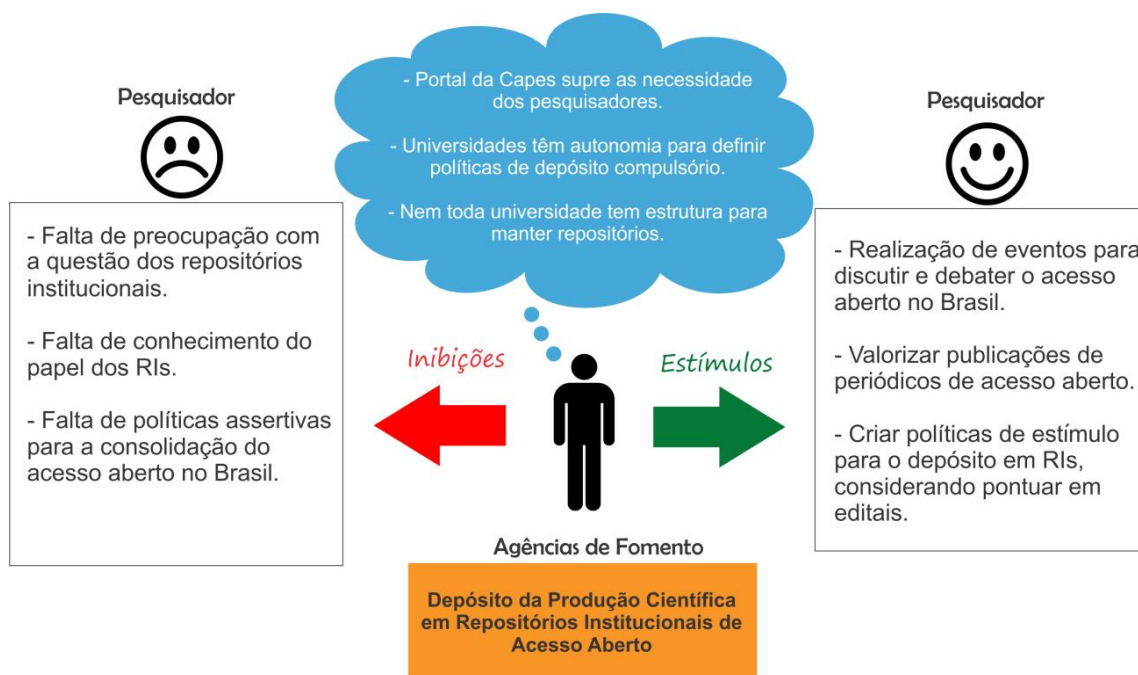 - Portal da Capes supre as necessidade
dos pesquisadores.
- Universidades têm autonomia para definir
políticas de depósito compulsório.
- Nem toda universidade tem estrutura para
manter repositórios.
Pesquisador
- Falta de preocupação com
a questão dos repositórios
institucionais.
- Falta de conhecimento do
papel dos RIs.
- Falta de políticas assertivas
para a consolidação do
acesso aberto no Brasil.
Inibições
Estímulos
Pesquisador
- Realização de eventos para
discutir e debater o acesso
aberto no Brasil.
- Valorizar publicações de
periódicos de acesso aberto.
- Criar políticas de estímulo
para o depósito em RIs,
considerando pontuar em
editais.
Agências de Fomento
Depósito da Produção Científica
em Repositórios Institucionais de
Acesso Aberto